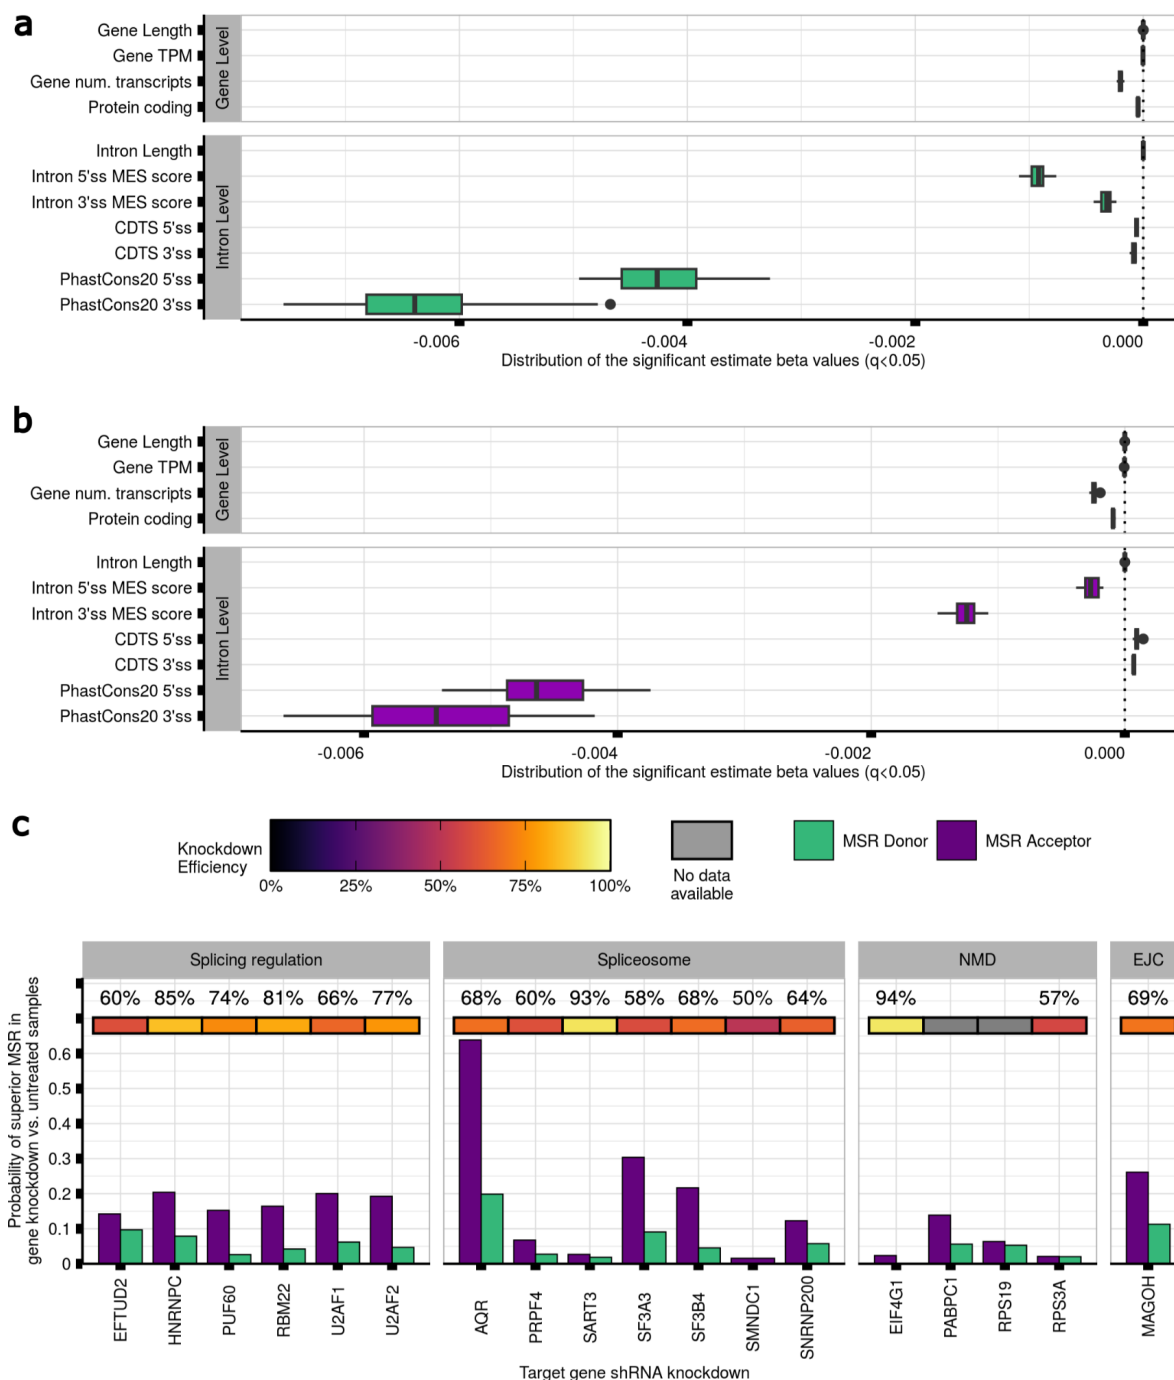 a
Gene Length
Gene TPM
Gene num. transcripts
Protein coding
Gene Level
Intron Length
Intron 5'ss MES score
Intron 3'ss MES score
CDTS 5'ss
CDTS 3'ss
PhastCons20 5'ss
PhastCons20 3'ss
Intron Level
-0.006 -0.004 -0.002 0.000
Distribution of the significant estimate beta values (q<0.05)
b
Gene Length
Gene TPM
Gene num. transcripts
Protein coding
Gene Level
Intron Length
Intron 5'ss MES score
Intron 3'ss MES score
CDTS 5'ss
CDTS 3'ss
PhastCons20 5'ss
PhastCons20 3'ss
Intron Level
-0.006 -0.004 -0.002 0.000
Distribution of the significant estimate beta values (q<0.05)
c
Knockdown
Efficiency
0% 25% 50% 75% 100%
No data
available
MSR Donor
MSR Acceptor
Splicing regulation Spliceosome NMD EJC
60% 85% 74% 81% 66% 77% 68% 60% 93% 58% 68% 50% 64% 94% 57% 69%
Probability of superior MSR in
gene knockdown vs. untreated samples
0.6
0.5
0.4
0.3
0.2
0.1
0
EFTUD2 HNRNPC PUF60 RBM22 U2AF1 U2AF2 AQR PRPF4 SART3 SF3A3 SF3B4 SMNDC1 SNRNP200 EIF4G1 PABPC1 RPS19 RPS3A MAGOH
Target gene shRNA knockdown